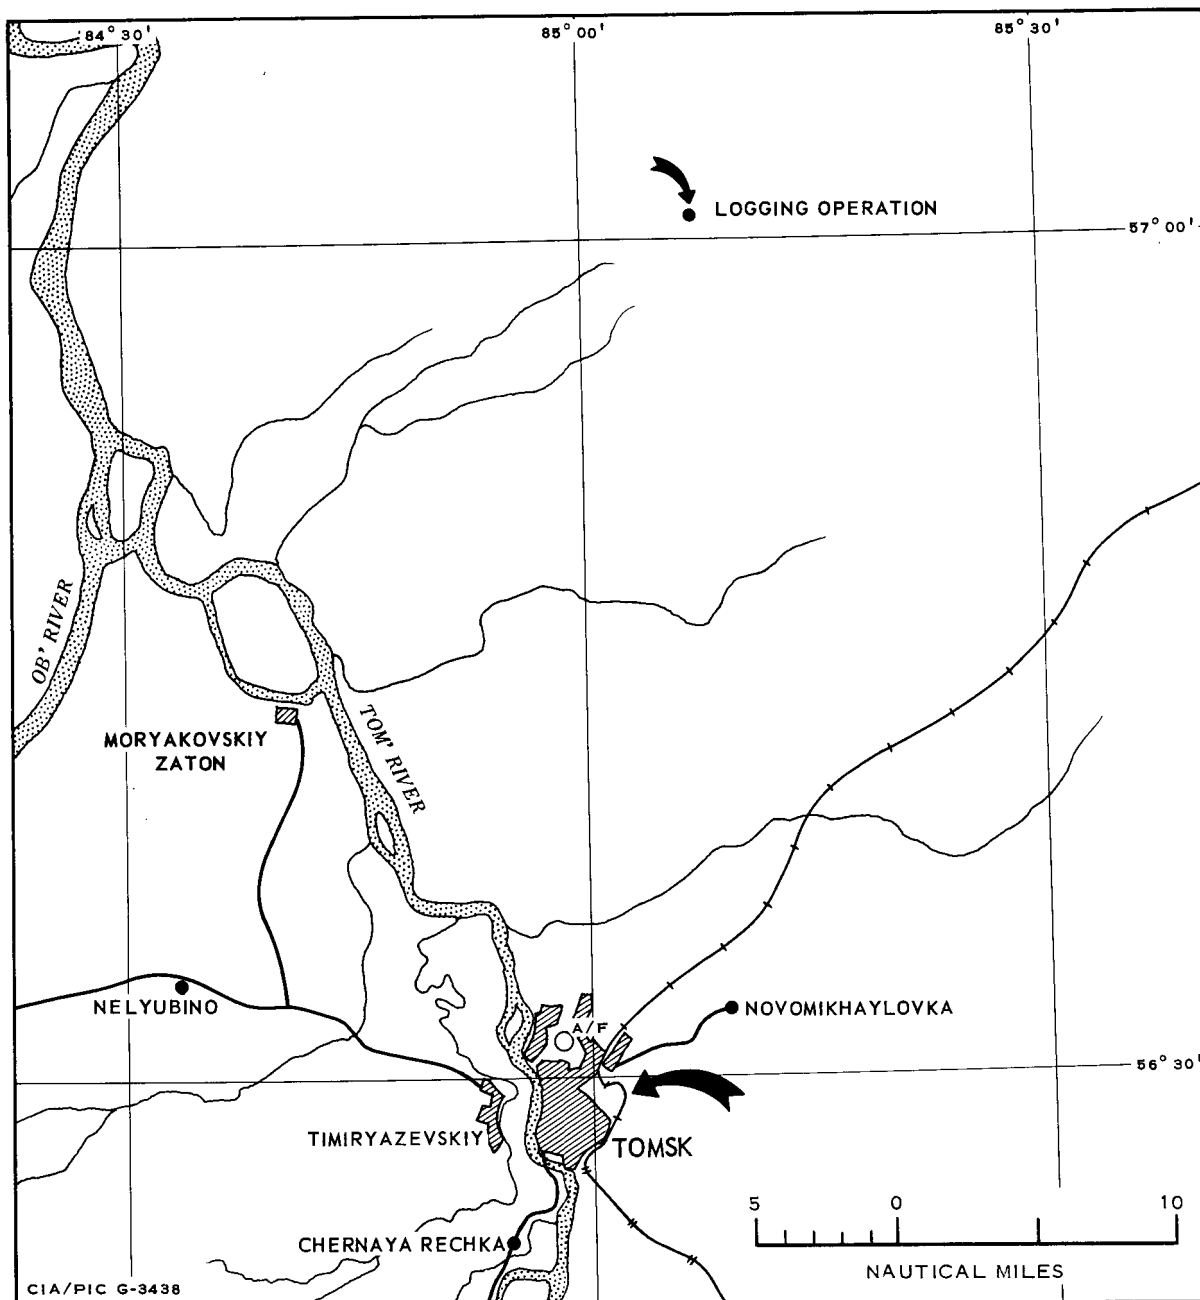 84°30'
85°00'
85°30'
LOGGING OPERATION
57°00'
OB' RIVER
MORYAKOVSKIY
ZATON
TOM' RIVER
NELYUBINO
A/F
NOVOMIKHAYLOVKA
56°30'
TIMIRYAZEVSKIY
TOMSK
5 0 10
CHERNAYA RECHKA
NAUTICAL MILES
CIA/PIC G-3438